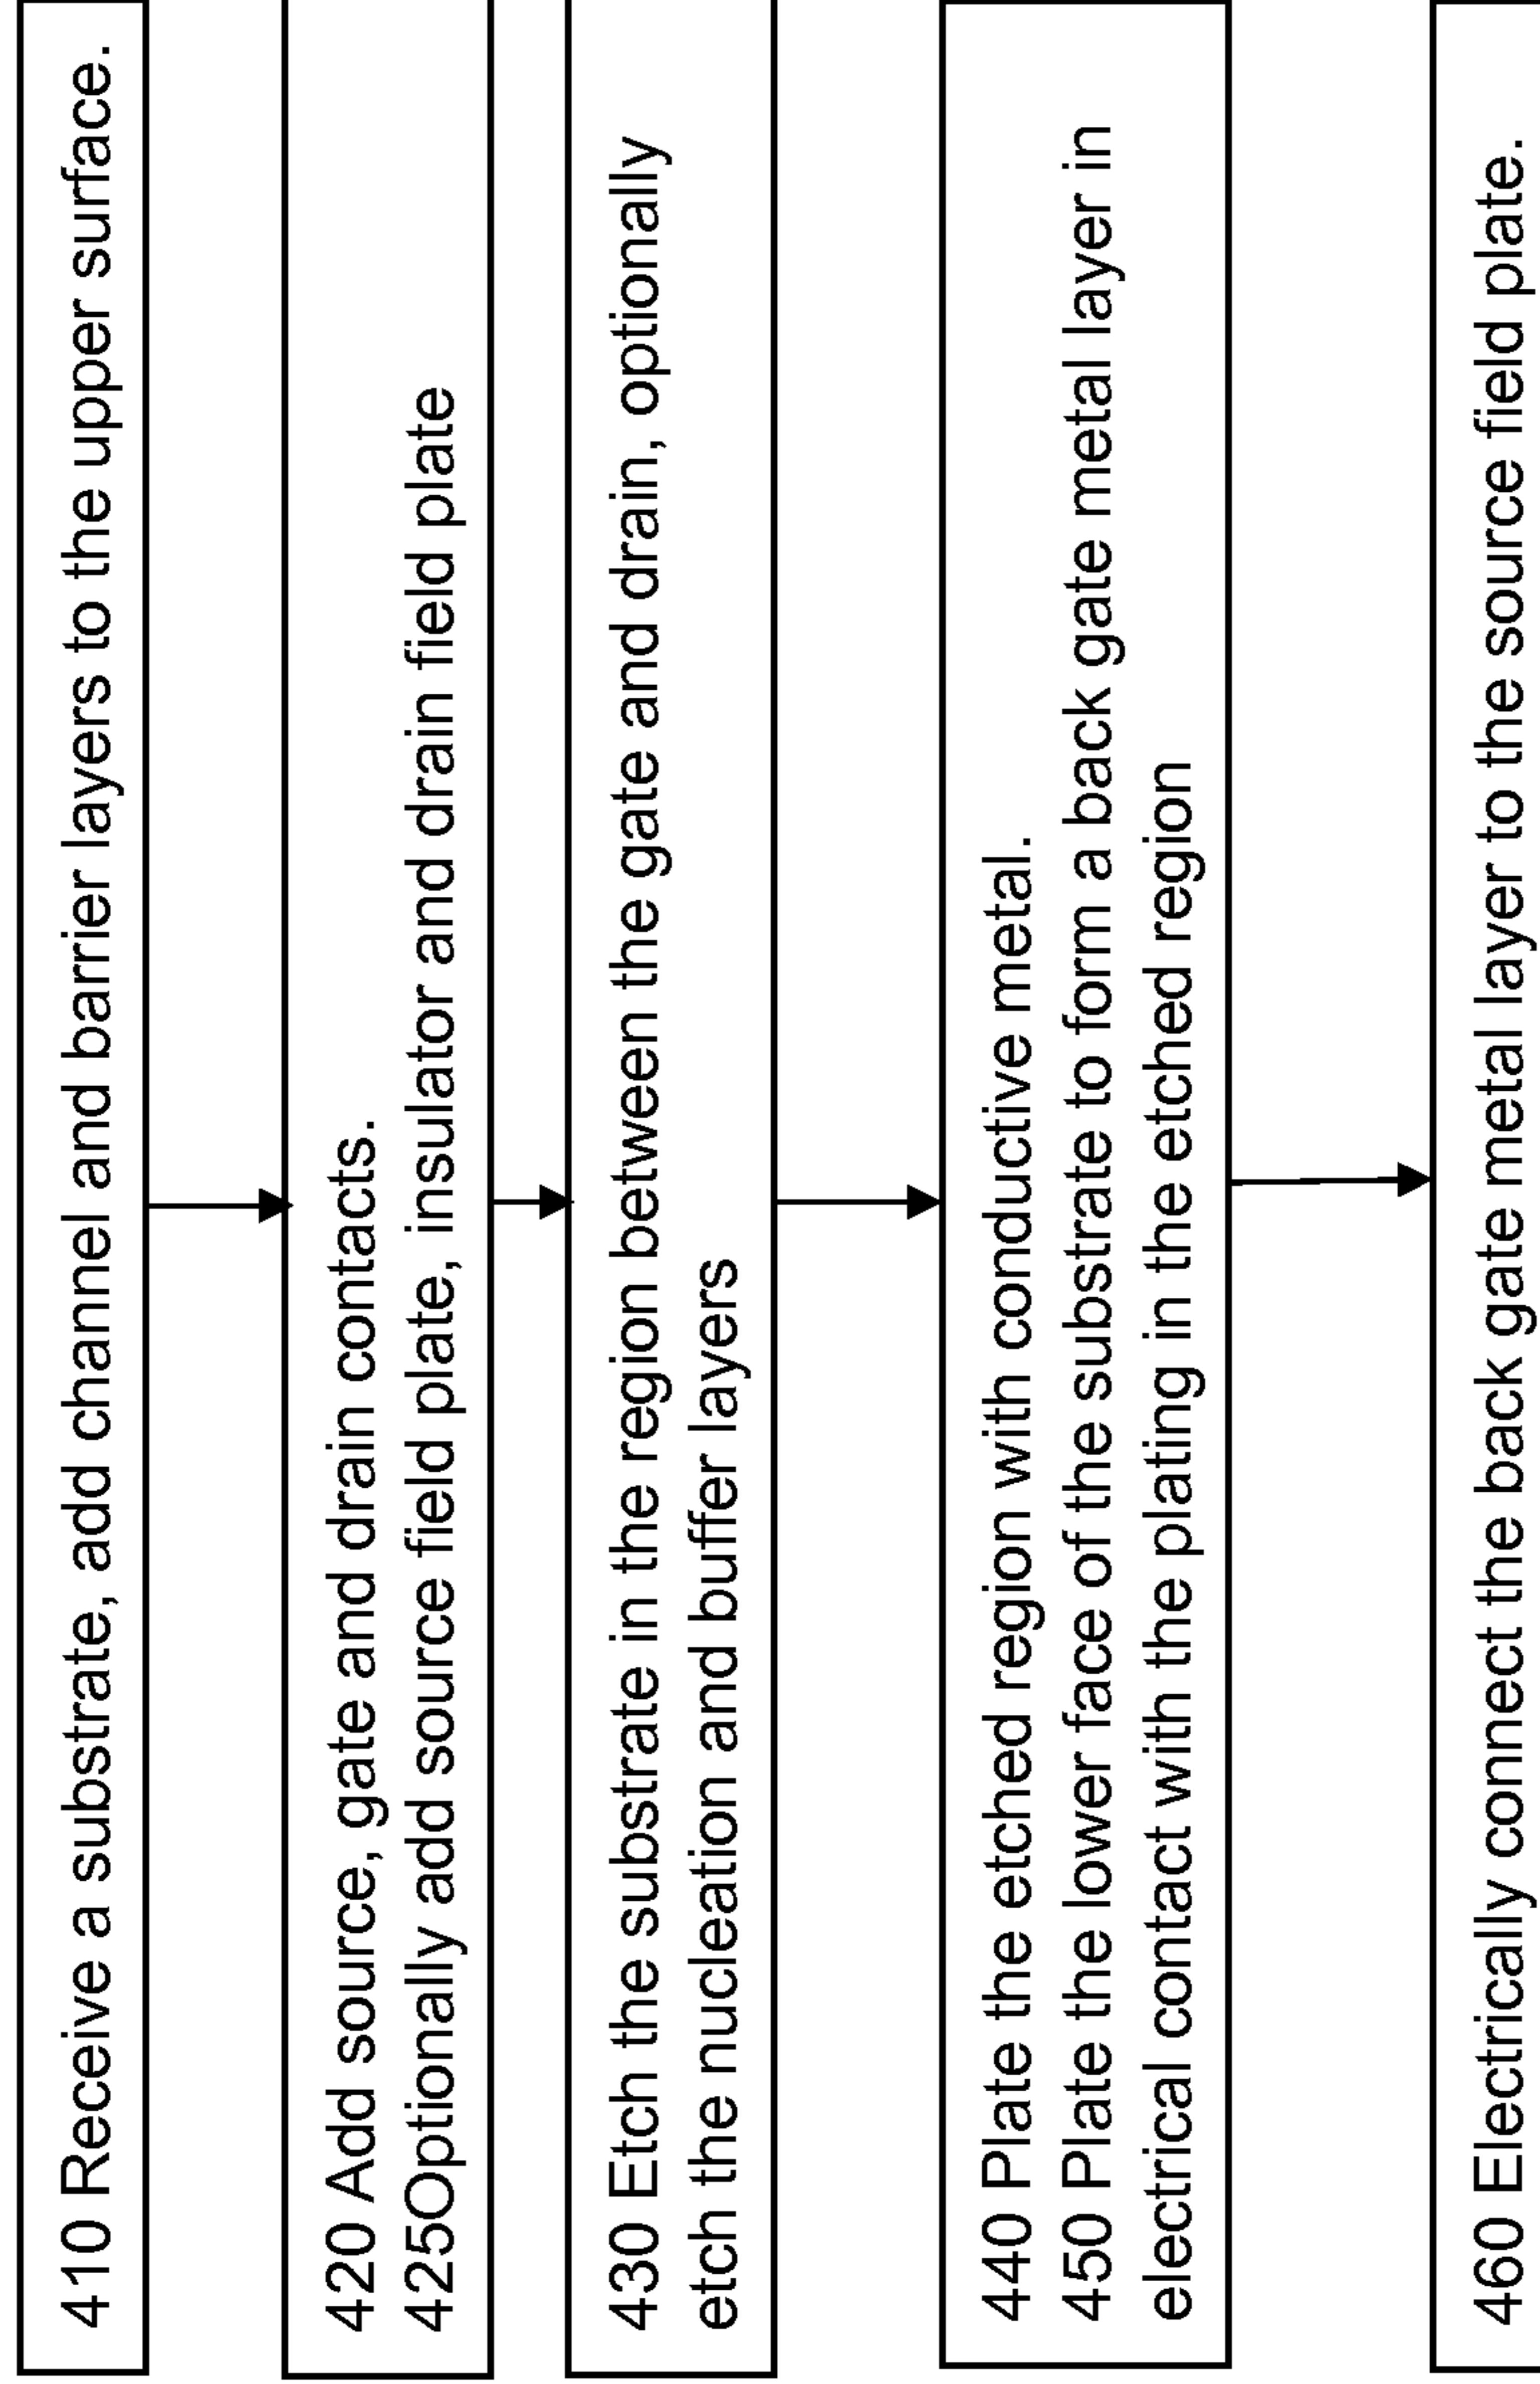 410 Receive a substrate, add channel and barrier layers to the upper surface.
420 Add source, gate and drain contacts.
425Optionally add source field plate, insulator and drain field plate
430 Etch the substrate in the region between the gate and drain, optionally
etch the nucleation and buffer layers
440 Plate the etched region with conductive metal.
450 Plate the lower face of the substrate to form a back gate metal layer in
electrical contact with the plating in the etched region
460 Electrically connect the back gate metal layer to the source field plate.